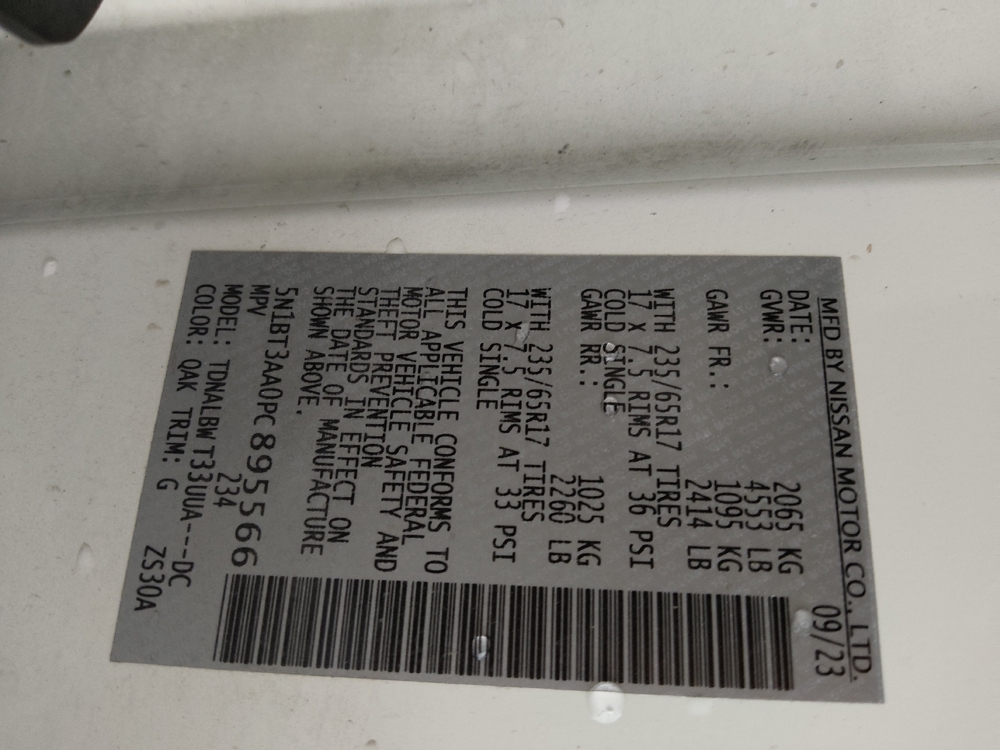 MFD BY NISSAN MOTOR CO., LTD.
DATE: 09/23
GVWR: 2065 KG
4553 LB
GAWR FR.: 1095 KG
2414 LB
WITH 235/65R17 TIRES
17 X 7.5 RIMS AT 36 PSI
COLD SINGLE
GAWR RR.: 1025 KG
2260 LB
WITH 235/65R17 TIRES
17 X 7.5 RIMS AT 33 PSI
COLD SINGLE
THIS VEHICLE CONFORMS TO
ALL APPLICABLE FEDERAL
MOTOR VEHICLE SAFETY AND
THEFT PREVENTION
STANDARDS IN EFFECT ON
THE DATE OF MANUFACTURE
SHOWN ABOVE.
5N1BT3AA0PC895566
MPV 234
MODEL: TDNALBWT33UUA---DC
COLOR: QAK TRIM: G ZS30A